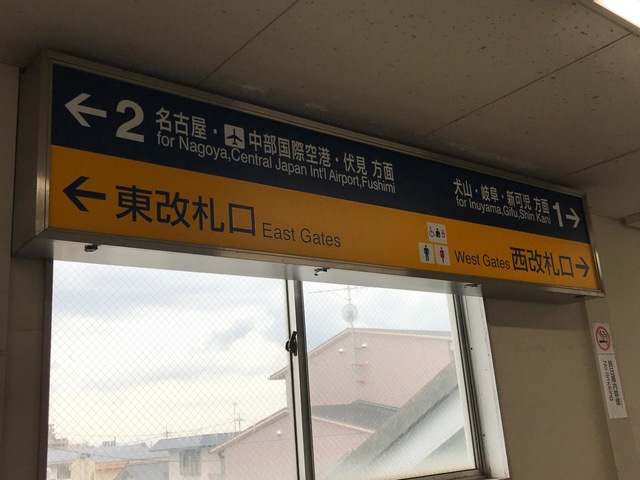 ← 2 名古屋・中部国際空港・伏見 方面
for Nagoya,Central Japan Int'l Airport,Fushimi
犬山・岐阜・新可児 方面 1 →
for Inuyama,Gifu,Shin Kani
← 東改札口 East Gates
West Gates 西改札口 →
No smoking